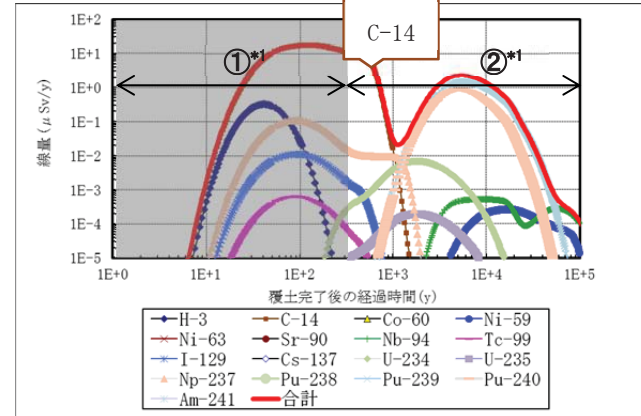 C-14
①*1
②*1
1E+2
1E+1
1E+0
1E-1
1E-2
1E-3
1E-4
1E-5
線量(μSv/y)
1E+0 1E+1 1E+2 1E+3 1E+4 1E+5
覆土完了後の経過時間(y)
H-3 C-14 Co-60 Ni-59
Ni-63 Sr-90 Nb-94 Tc-99
I-129 Cs-137 U-234 U-235
Np-237 Pu-238 Pu-239 Pu-240
Am-241 合計